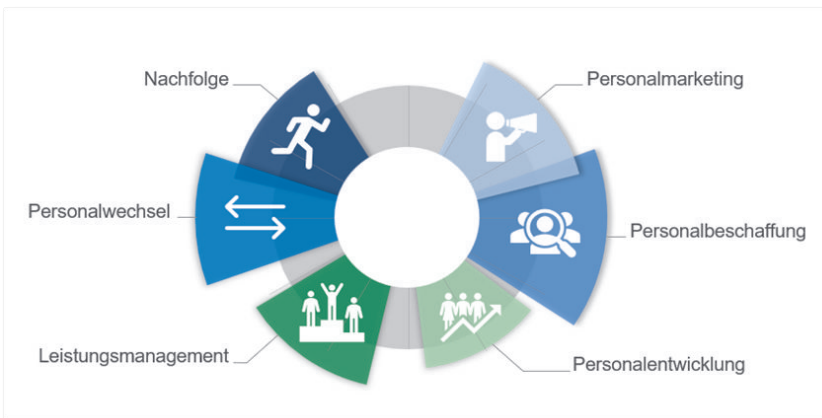 Nachfolge
Personalmarketing
Personalwechsel
Personalbeschaffung
Leistungsmanagement
Personalentwicklung